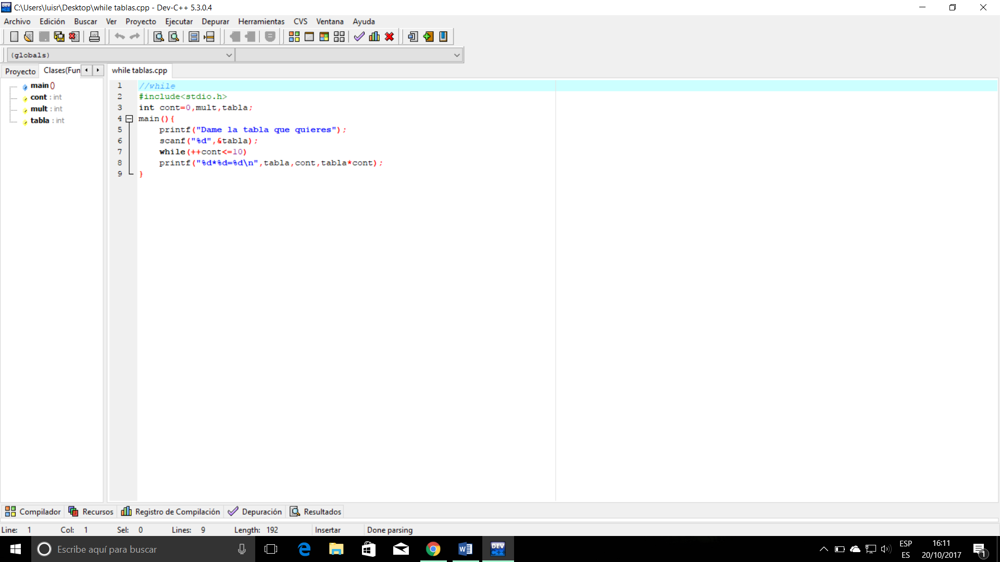 C:\Users\luisr\Desktop\while tablas.cpp - Dev-C++ 5.3.0.4
Archivo Edición Buscar Ver Proyecto Ejecutar Depurar Herramientas CVS Ventana Ayuda
(globals)
Proyecto Clases(Fun while tablas.cpp
main ()
cont : int
mult : int
tabla : int
1 //while
2 #include<stdio.h>
3 int cont=0,mult,tabla;
4 main(){
5 printf("Dame la tabla que quieres");
6 scanf("%d",&tabla);
7 while(++cont<=10)
8 printf("%d*%d=%d\n",tabla,cont,tabla*cont);
9 }
Compilador Recursos Registro de Compilación Depuración Resultados
Line: 1 Col: 1 Sel: 0 Lines: 9 Length: 192 Insertar Done parsing
Escribe aquí para buscar
DEV C++
ESP
ES
16:11
20/10/2017
1